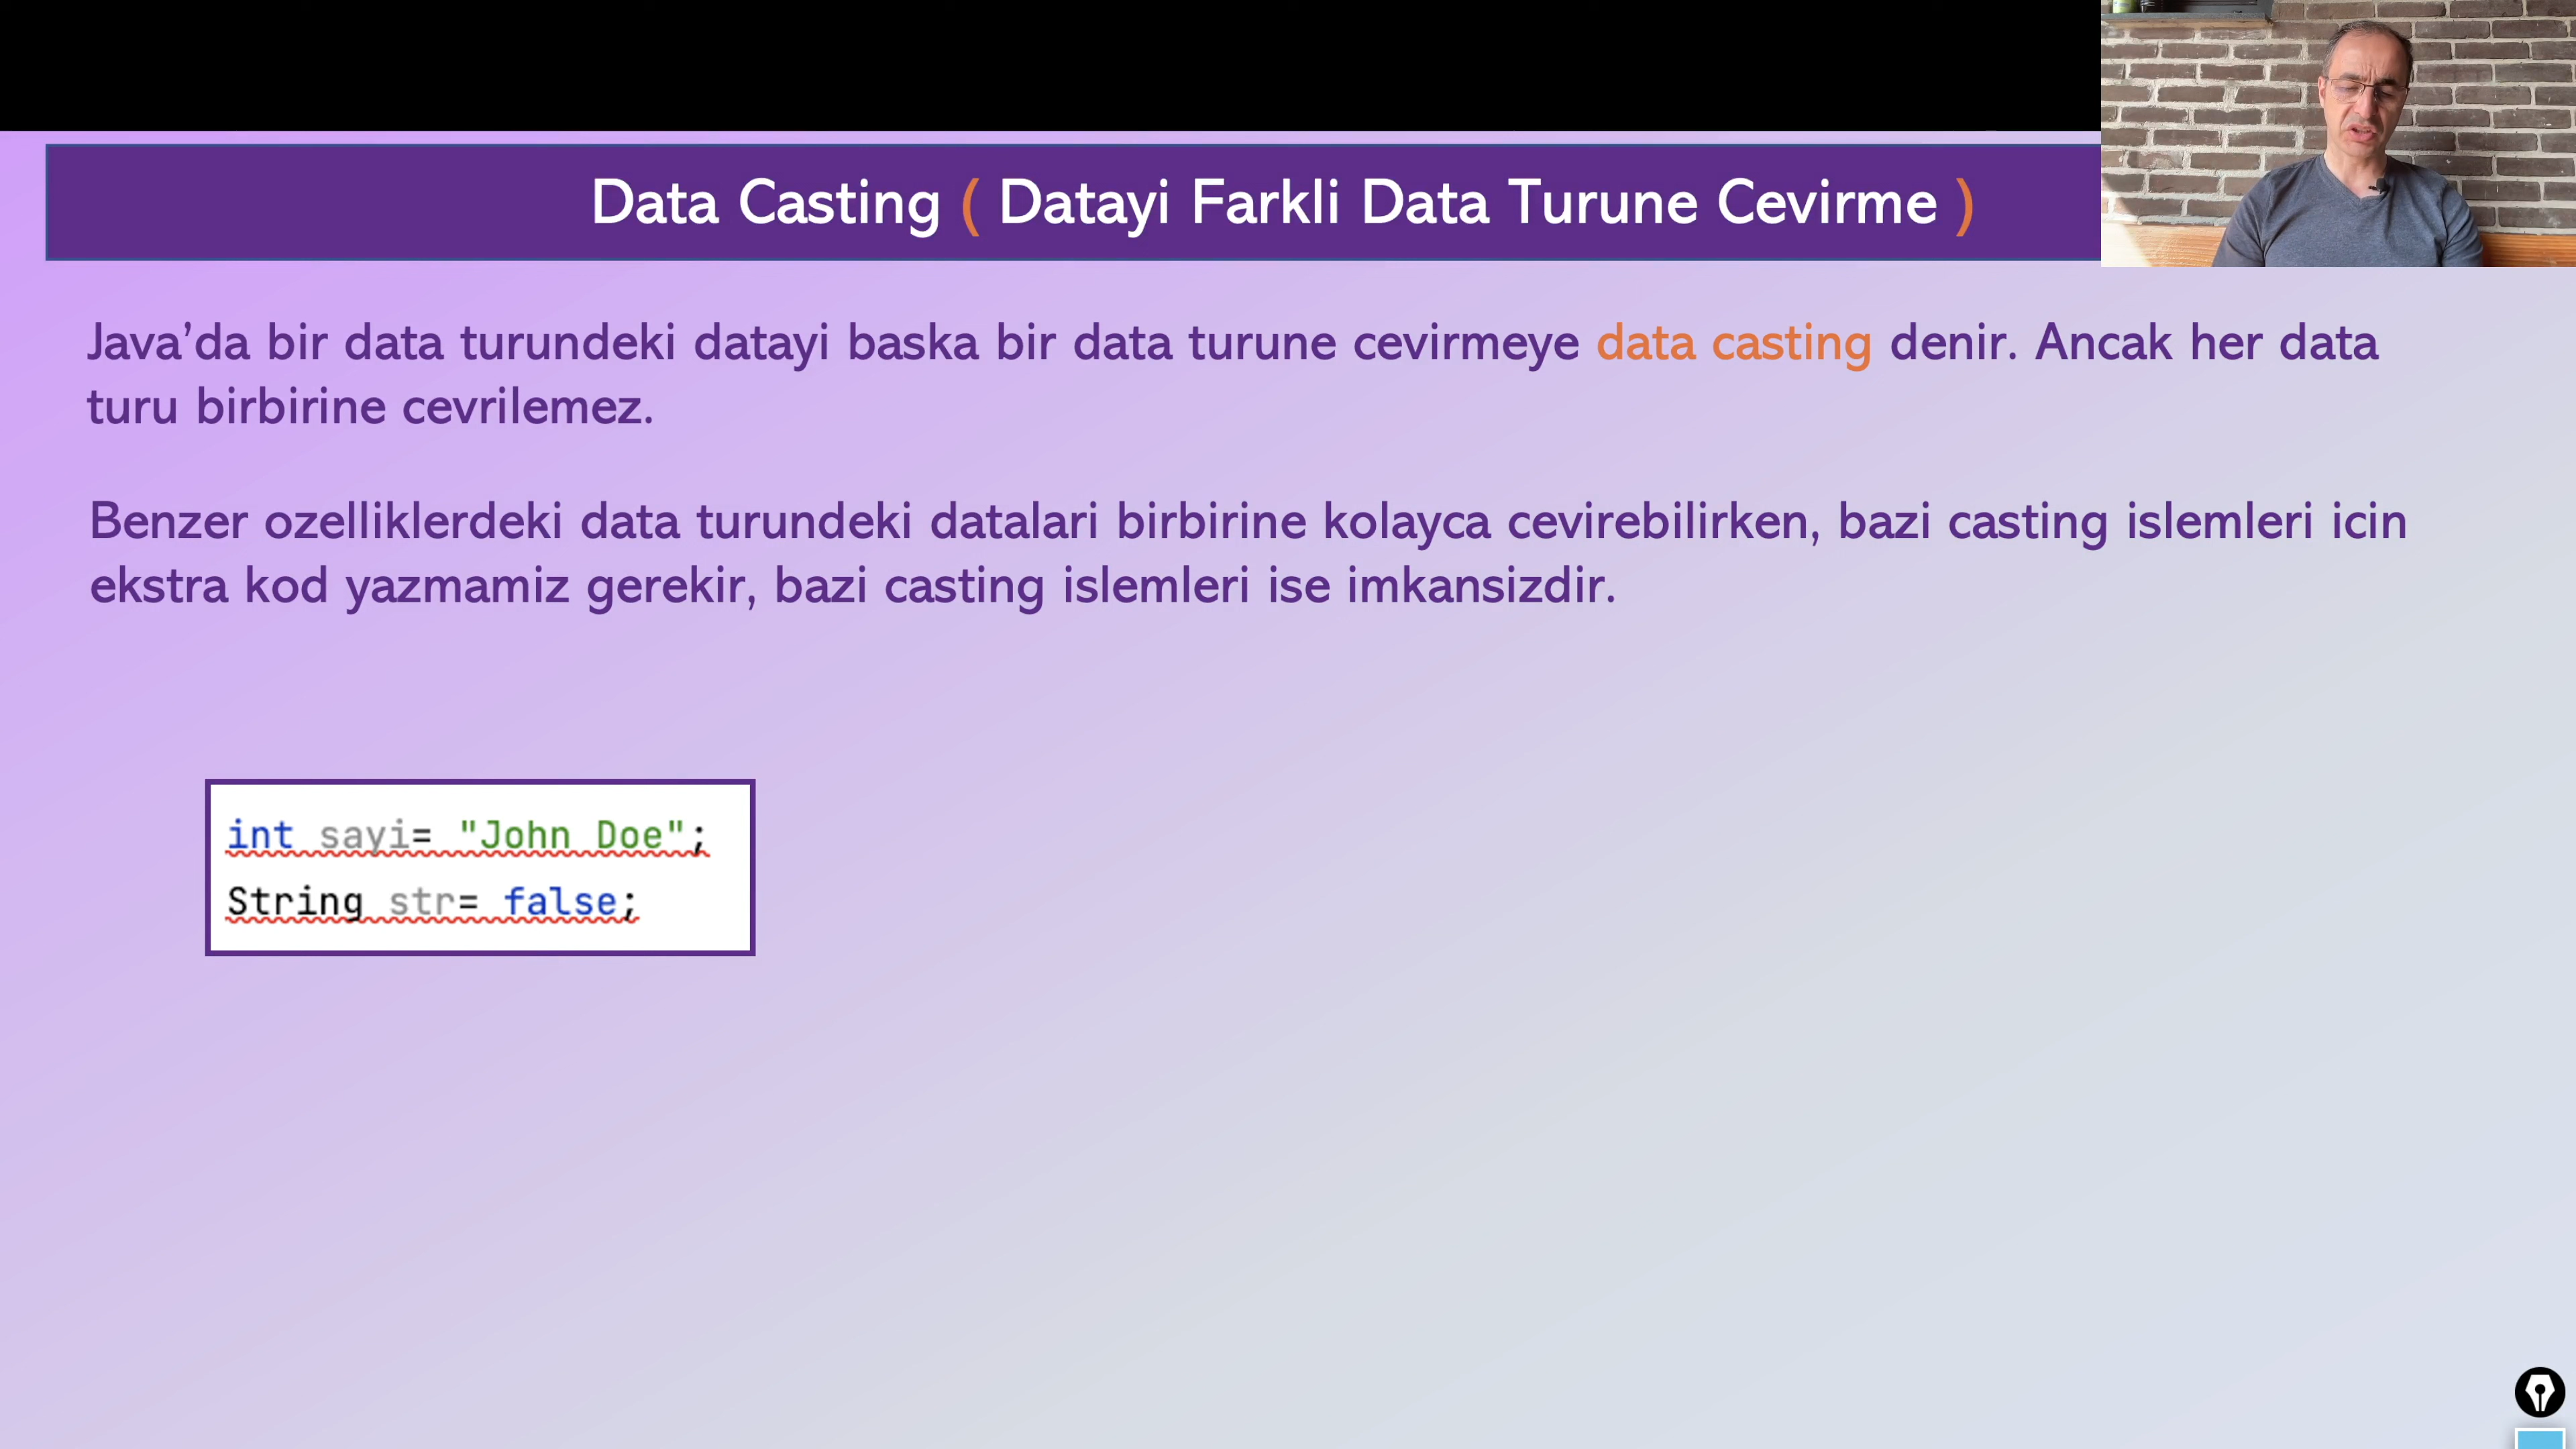 Data Casting ( Datayi Farkli Data Turune Cevirme )
Java’da bir data turundeki datayi baska bir data turune cevirmeye data casting denir. Ancak her data
turu birbirine cevrilemez.
Benzer ozelliklerdeki data turundeki datalari birbirine kolayca cevirebilirken, bazi casting islemleri icin
ekstra kod yazmamiz gerekir, bazi casting islemleri ise imkansizdir.
int sayi= "John Doe";
String str= false;